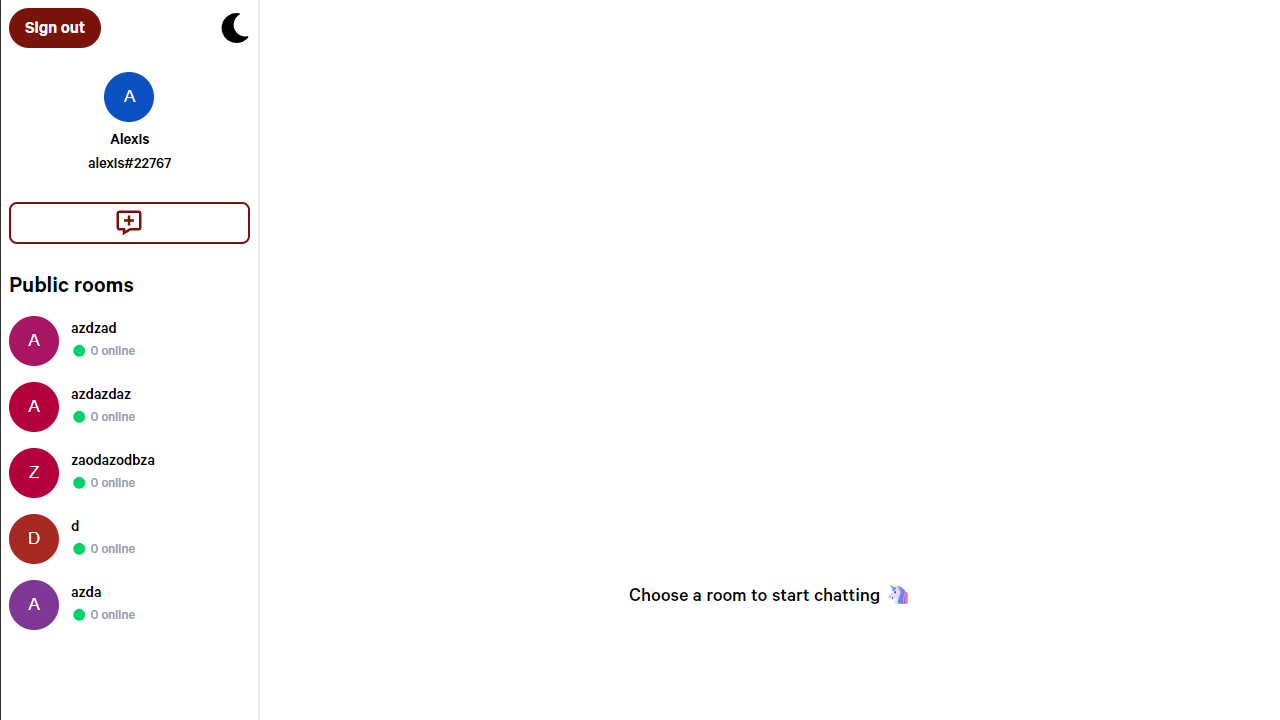 Sign out
A
Alexis
alexis#22767
Public rooms
A
azdzad
0 online
A
azdazdaz
0 online
Z
zaodazodbza
0 online
D
d
0 online
A
azda
0 online
Choose a room to start chatting 🦄